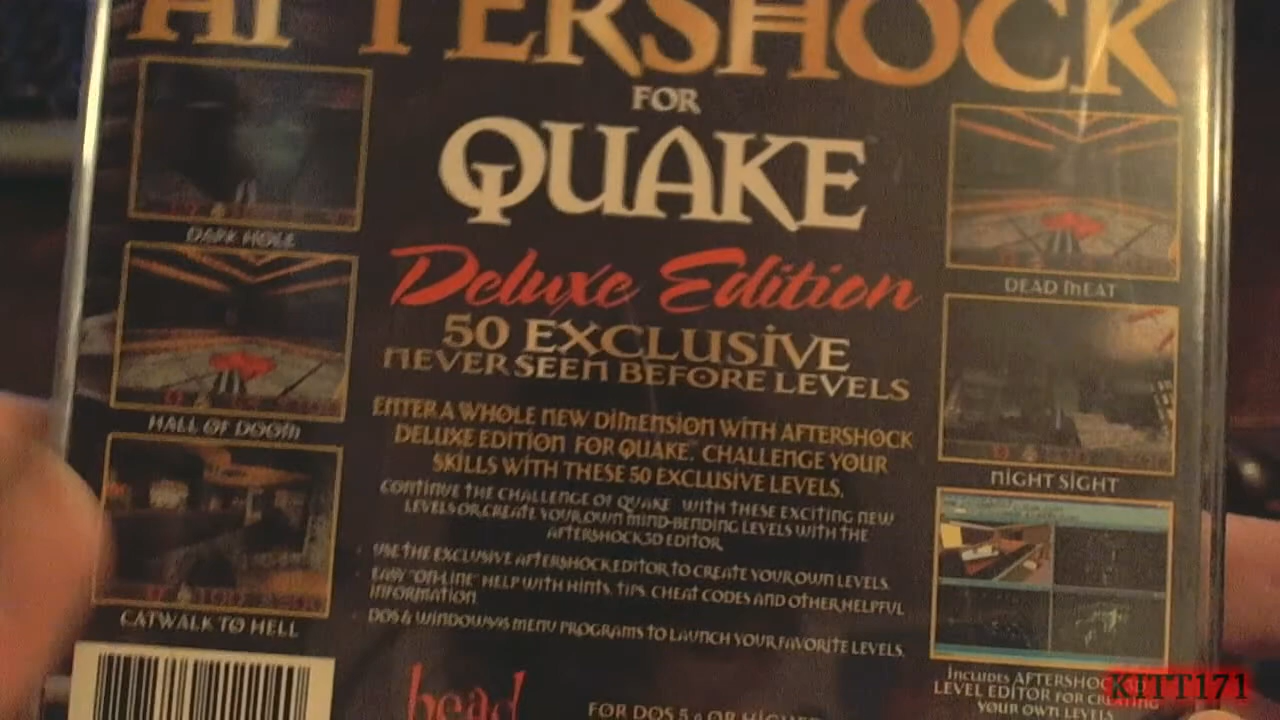 AFTERSHOCK
FOR
QUAKE
Deluxe Edition
50 EXCLUSIVE
NEVER SEEN BEFORE LEVELS
ENTER A WHOLE NEW DIMENSION WITH AFTERSHOCK
DELUXE EDITION FOR QUAKE. CHALLENGE YOUR
SKILLS WITH THESE 50 EXCLUSIVE LEVELS.
CONTINUE THE CHALLENGE OF QUAKE WITH THESE EXCITING NEW
LEVELS OR CREATE YOUR OWN MIND-BENDING LEVELS WITH THE
AFTERSHOCK3D EDITOR
USE THE EXCLUSIVE AFTERSHOCK EDITOR TO CREATE YOUR OWN LEVELS.
EASY "ON-LINE" HELP WITH HINTS, TIPS, CHEAT CODES AND OTHER HELPFUL
INFORMATION
DOS & WINDOWS95 MENU PROGRAMS TO LAUNCH YOUR FAVORITE LEVELS.
head
FOR DOS 5.0 OR HIGHER
DARK HOLE
HALL OF DOOM
CATWALK TO HELL
DEAD MEAT
NIGHT SIGHT
INCLUDES AFTERSHOCK
LEVEL EDITOR FOR CREATING
YOUR OWN LEVELS
KITT171